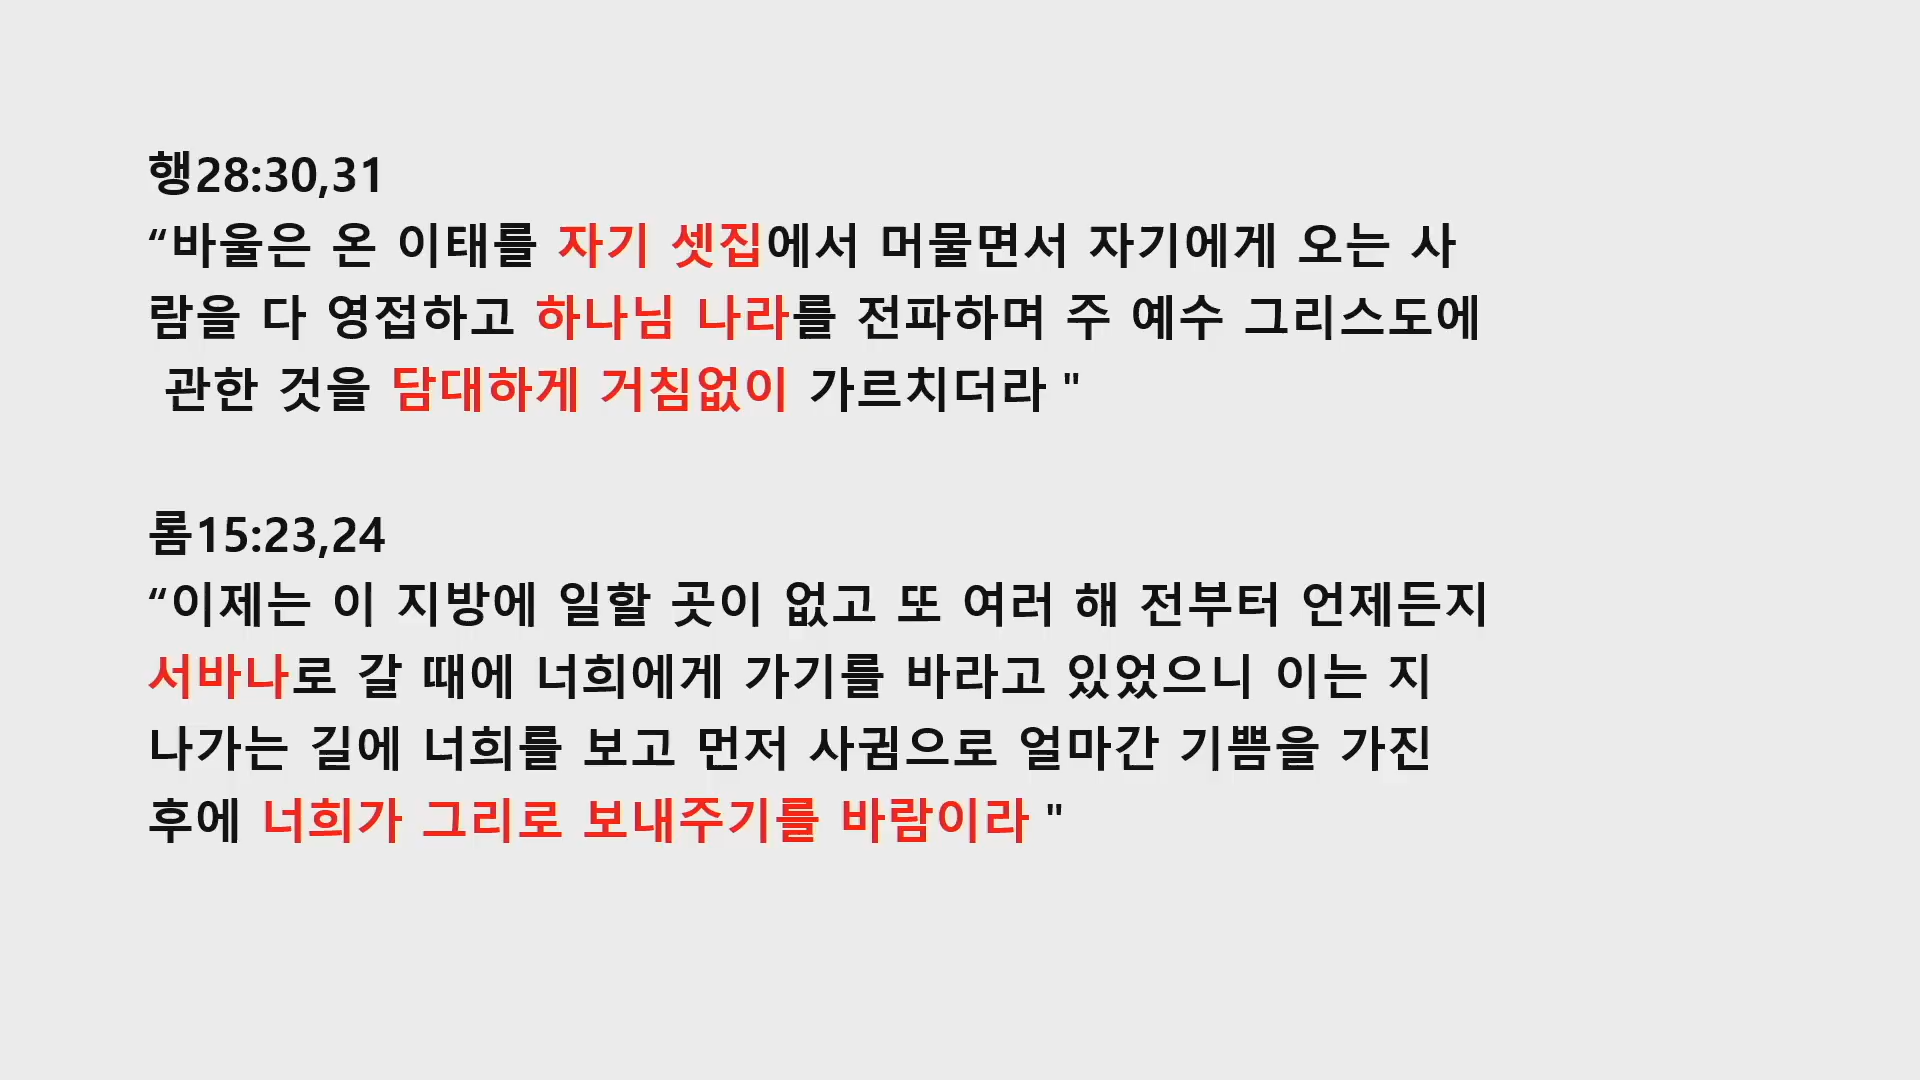 행28:30,31
“바울은 온 이태를 자기 셋집에서 머물면서 자기에게 오는 사
람을 다 영접하고 하나님 나라를 전파하며 주 예수 그리스도에
관한 것을 담대하게 거침없이 가르치더라 "
롬15:23,24
“이제는 이 지방에 일할 곳이 없고 또 여러 해 전부터 언제든지
서바나로 갈 때에 너희에게 가기를 바라고 있었으니 이는 지
나가는 길에 너희를 보고 먼저 사귐으로 얼마간 기쁨을 가진
후에 너희가 그리로 보내주기를 바람이라 "